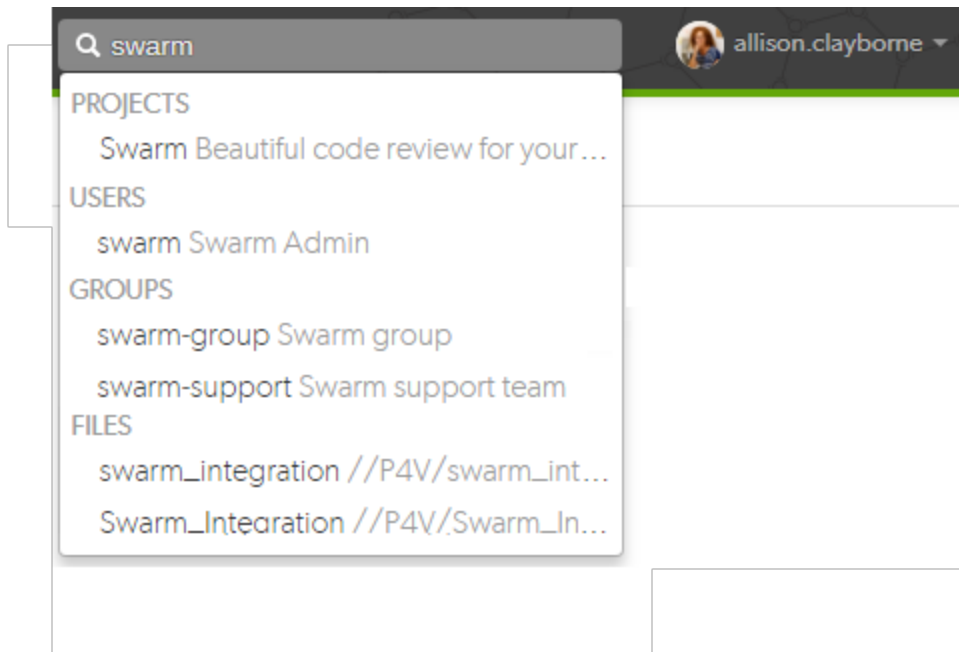 swarm
allison.clayborne
PROJECTS
Swarm Beautiful code review for your...
USERS
swarm Swarm Admin
GROUPS
swarm-group Swarm group
swarm-support Swarm support team
FILES
swarm_integration //P4V/swarm_int...
Swarm_Integration //P4V/Swarm_In...